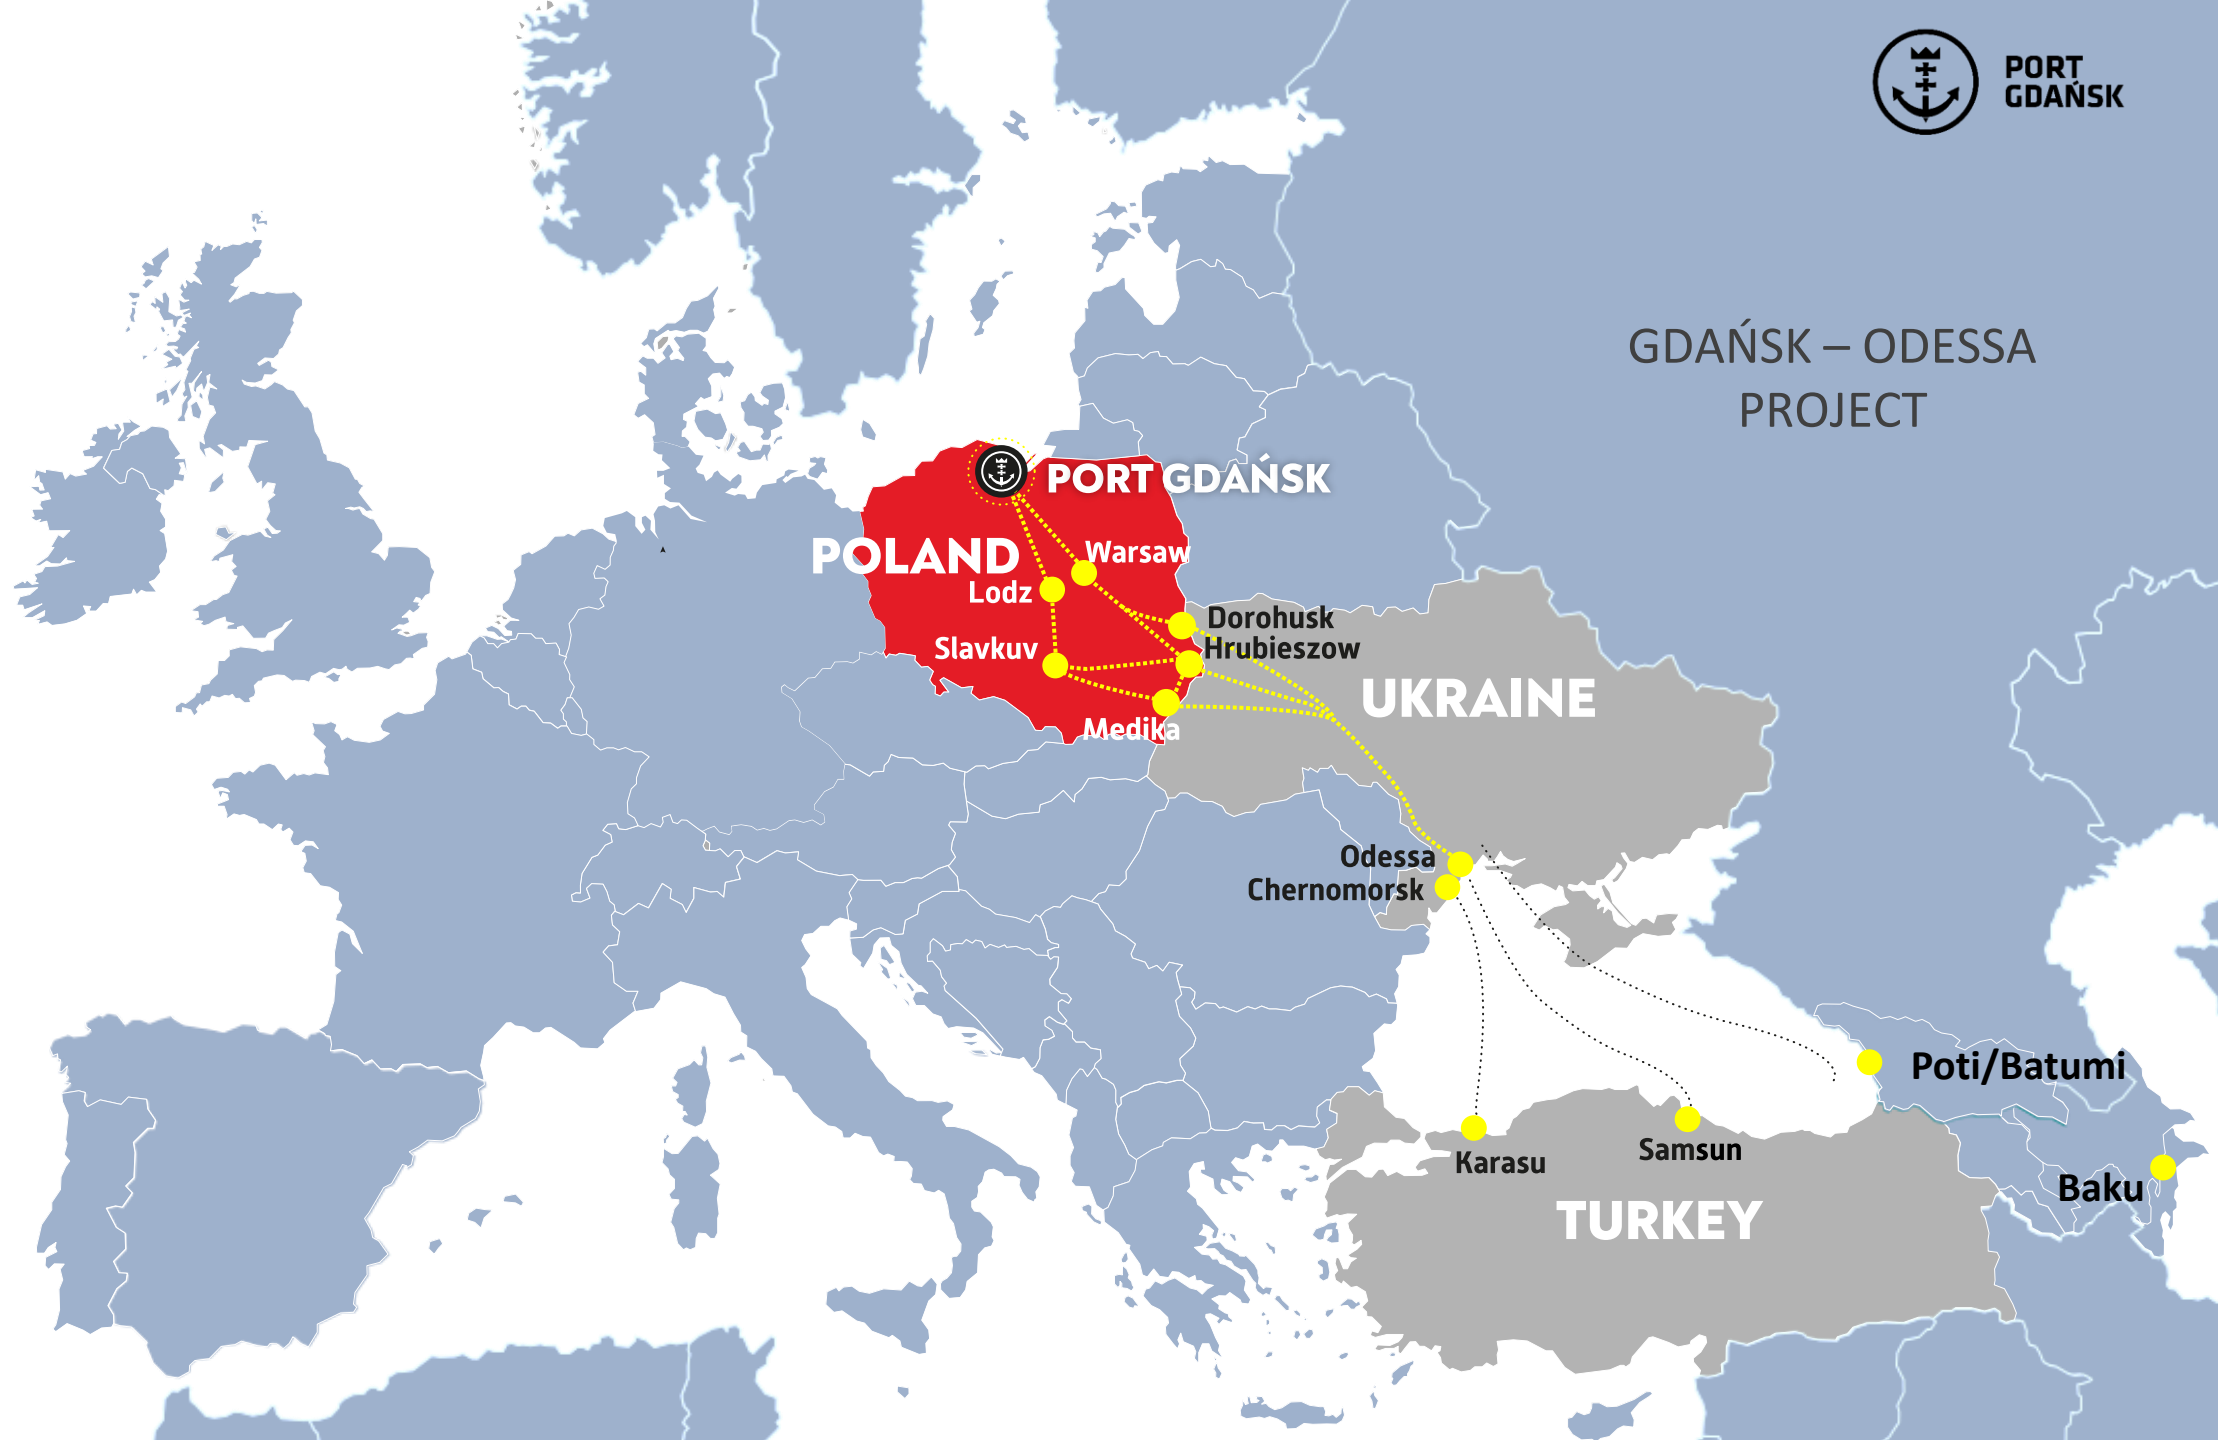 PORT
GDAŃSK
GDAŃSK – ODESSA
PROJECT
PORT GDAŃSK
POLAND
Warsaw
Lodz
Dorohusk
Slavkuv
Hrubieszow
UKRAINE
Medika
Odessa
Chernomorsk
Poti/Batumi
Karasu
Samsun
Baku
TURKEY